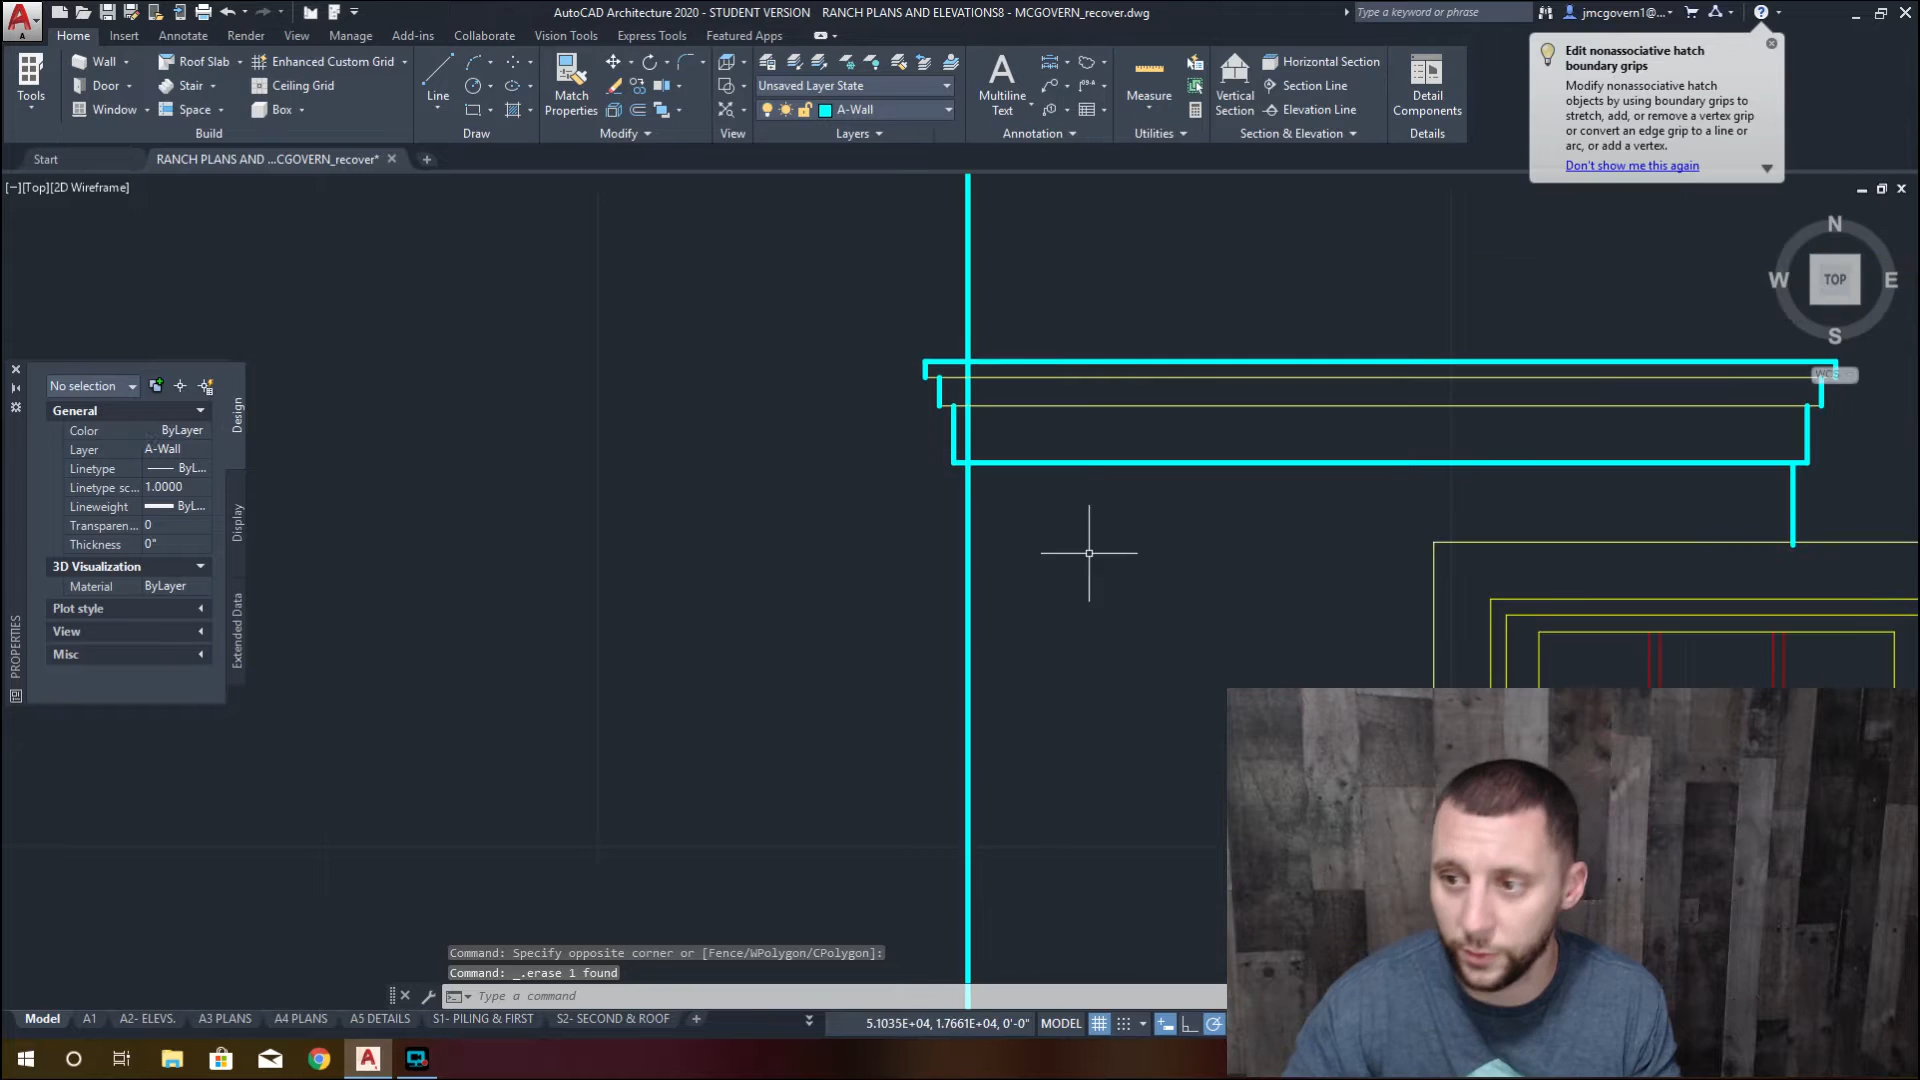 AutoCAD Architecture 2020 - STUDENT VERSION RANCH PLANS AND ELEVATIONS8 - MCGOVERN_recover.dwg
Type a keyword or phrase
jmcgovern1@...
Home Insert Annotate Render View Manage Add-ins Collaborate Vision Tools Express Tools Featured Apps
Tools
Wall Roof Slab Enhanced Custom Grid
Door Stair Ceiling Grid
Window Space Box
Build
Line
Draw
Match
Properties
Modify
View
Unsaved Layer State
A-Wall
Layers
Multiline
Text
Annotation
Measure
Utilities
Vertical
Section
Horizontal Section
Section Line
Elevation Line
Section & Elevation
Detail
Components
Details
Edit nonassociative hatch
boundary grips
Modify nonassociative hatch
objects by using boundary grips to
stretch, add, or remove a vertex grip
or convert an edge grip to a line or
arc, or add a vertex.
Don't show me this again
Start RANCH PLANS AND ...CGOVERN_recover*
[−][Top][2D Wireframe]
N
W TOP E
S
WCS
No selection
General
Color ByLayer
Layer A-Wall
Linetype ByL...
Linetype sc... 1.0000
Lineweight ByL...
Transparen... 0
Thickness 0"
3D Visualization
Material ByLayer
Plot style
View
Misc
Design
Display
Extended Data
PROPERTIES
Command: Specify opposite corner or [Fence/WPolygon/CPolygon]:
Command: _.erase 1 found
Type a command
Model A1 A2- ELEVS. A3 PLANS A4 PLANS A5 DETAILS S1- PILING & FIRST S2- SECOND & ROOF
5.1035E+04, 1.7661E+04, 0'-0" MODEL